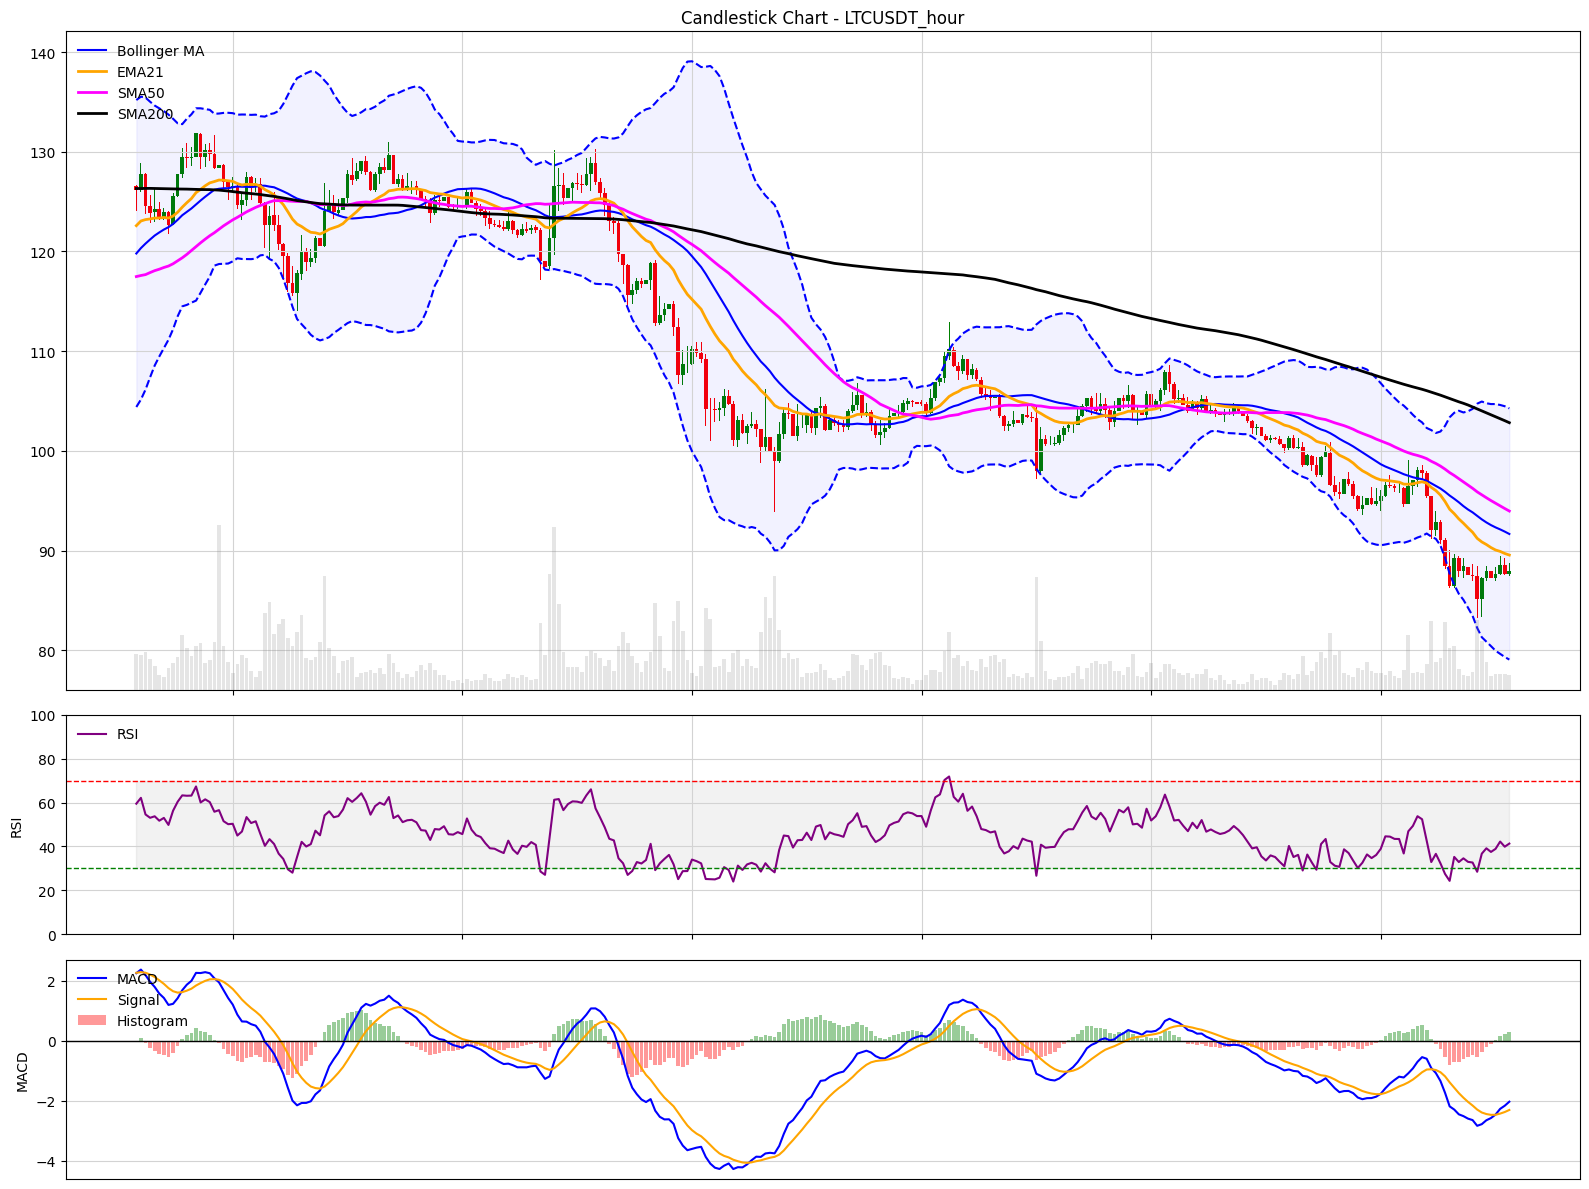 Candlestick Chart - LTCUSDT_hour
140
130
120
110
100
90
80
Bollinger MA
EMA21
SMA50
SMA200
100
80
60
40
20
0
RSI
RSI
2
0
−2
−4
MACD
MACD
Signal
Histogram